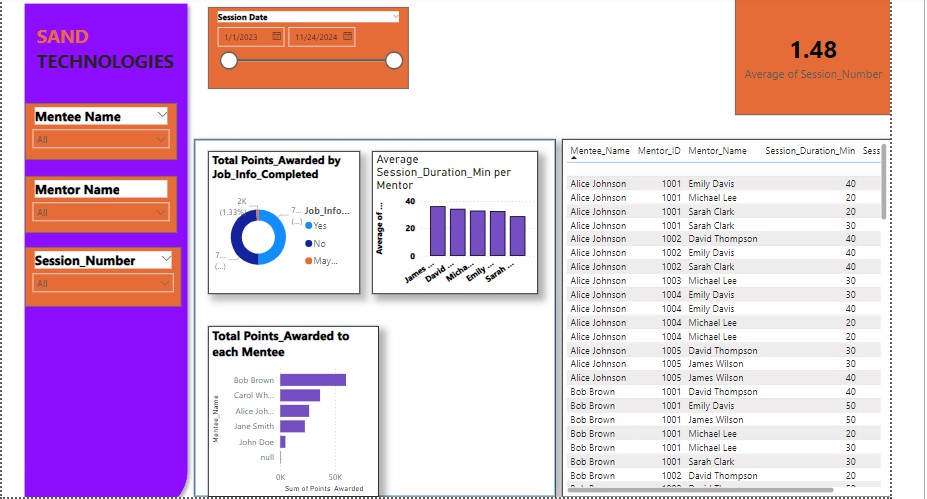 SAND
TECHNOLOGIES
Mentee Name
All
Mentor Name
All
Session_Number
All
Session Date
1/1/2023
11/24/2024
1.48
Average of Session_Number
Total Points_Awarded by
Job_Info_Completed
2K
(1.33%)
7...
(...)
7...
(...)
Job_Info...
Yes
No
May...
Average
Session_Duration_Min per
Mentor
Average of ...
40
20
0
James ...
David ...
Micha...
Emily ...
Sarah ...
Total Points_Awarded to
each Mentee
Mentee_Name
Bob Brown
Carol Wh...
Alice Joh...
Jane Smith
John Doe
null
0K 50K
Sum of Points_Awarded
Mentee_Name Mentor_ID Mentor_Name Session_Duration_Min Sess
Alice Johnson 1001 Emily Davis 40
Alice Johnson 1001 Michael Lee 20
Alice Johnson 1001 Sarah Clark 20
Alice Johnson 1001 Sarah Clark 30
Alice Johnson 1002 David Thompson 40
Alice Johnson 1002 Emily Davis 40
Alice Johnson 1002 Sarah Clark 40
Alice Johnson 1003 Michael Lee 30
Alice Johnson 1004 Emily Davis 30
Alice Johnson 1004 Emily Davis 40
Alice Johnson 1004 Michael Lee 20
Alice Johnson 1005 David Thompson 30
Alice Johnson 1005 James Wilson 30
Alice Johnson 1005 James Wilson 40
Bob Brown 1001 David Thompson 40
Bob Brown 1001 Emily Davis 50
Bob Brown 1001 James Wilson 50
Bob Brown 1001 Michael Lee 20
Bob Brown 1001 Michael Lee 30
Bob Brown 1001 Sarah Clark 30
Bob Brown 1002 David Thompson 20